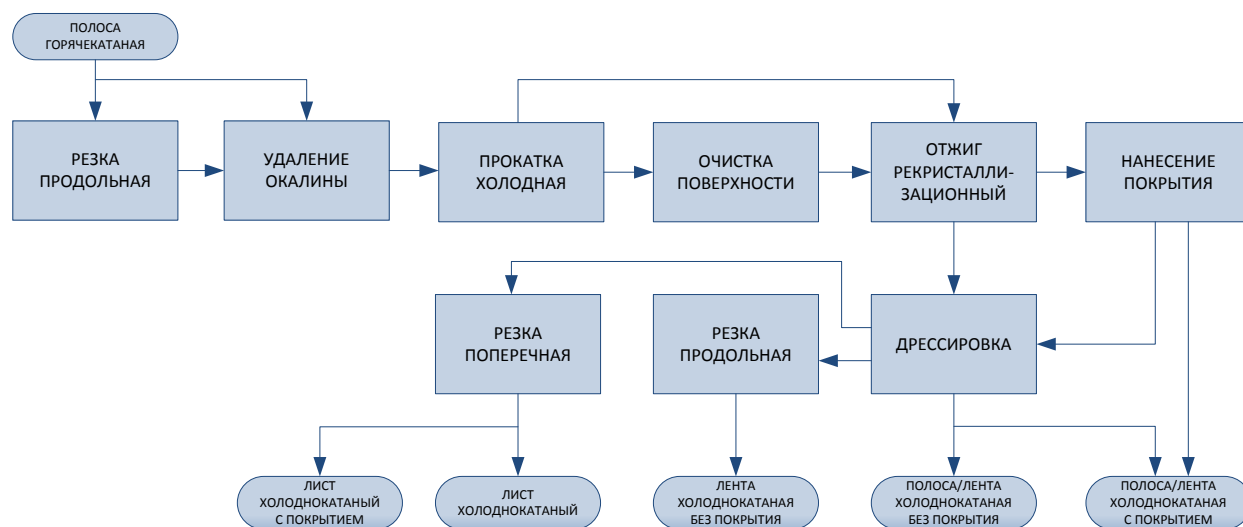 ПОЛОСА
ГОРЯЧЕКАТАНАЯ
РЕЗКА
ПРОДОЛЬНАЯ
УДАЛЕНИЕ
ОКАЛИНЫ
ПРОКАТКА
ХОЛОДНАЯ
ОЧИСТКА
ПОВЕРХНОСТИ
ОТЖИГ
РЕКРИСТАЛЛИ-
ЗАЦИОННЫЙ
НАНЕСЕНИЕ
ПОКРЫТИЯ
РЕЗКА
ПОПЕРЕЧНАЯ
РЕЗКА
ПРОДОЛЬНАЯ
ДРЕССИРОВКА
ЛИСТ
ХОЛОДНОКАТАНЫЙ
С ПОКРЫТИЕМ
ЛИСТ
ХОЛОДНОКАТАНЫЙ
ЛЕНТА
ХОЛОДНОКАТАНАЯ
БЕЗ ПОКРЫТИЯ
ПОЛОСА/ЛЕНТА
ХОЛОДНОКАТАНАЯ
БЕЗ ПОКРЫТИЯ
ПОЛОСА/ЛЕНТА
ХОЛОДНОКАТАНАЯ
С ПОКРЫТИЕМ